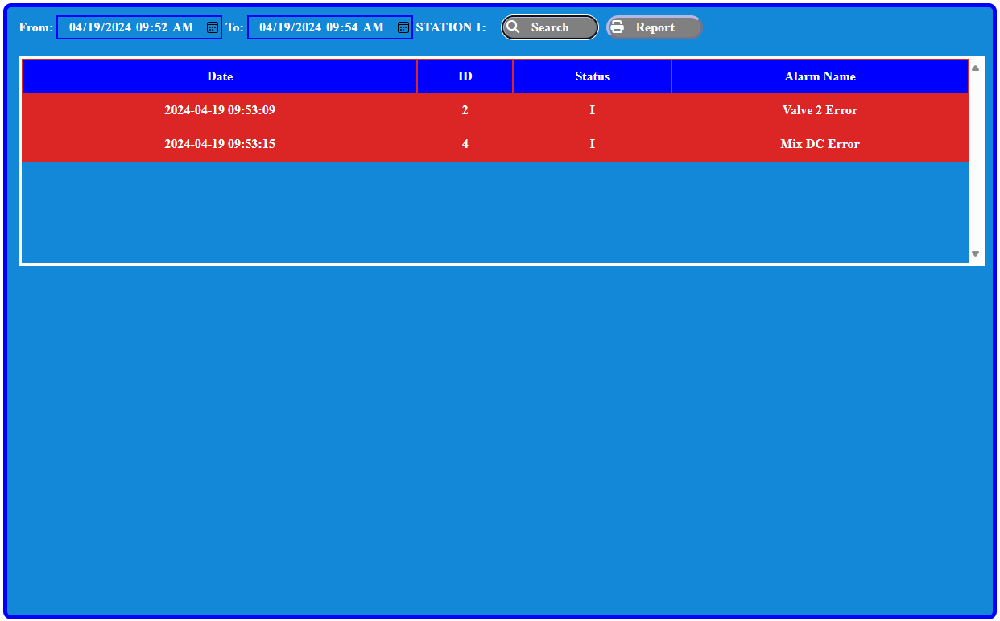 From: 04/19/2024 09:52 AM To: 04/19/2024 09:54 AM STATION 1: Search Report
Date ID Status Alarm Name
2024-04-19 09:53:09 2 I Valve 2 Error
2024-04-19 09:53:15 4 I Mix DC Error